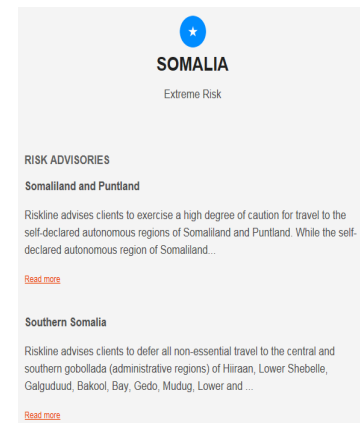 SOMALIA
Extreme Risk
RISK ADVISORIES
Somaliland and Puntland
Riskline advises clients to exercise a high degree of caution for travel to the
self-declared autonomous regions of Somaliland and Puntland. While the self-
declared autonomous region of Somaliland...
Read more
Southern Somalia
Riskline advises clients to defer all non-essential travel to the central and
southern gobollada (administrative regions) of Hiiraan, Lower Shebelle,
Galguduud, Bakool, Bay, Gedo, Mudug, Lower and ...
Read more